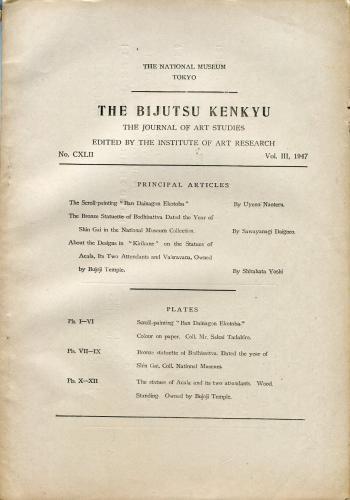 THE NATIONAL MUSEUM
TOKYO
THE BIJUTSU KENKYU
THE JOURNAL OF ART STUDIES
EDITED BY THE INSTITUTE OF ART RESEARCH
No. CXLII Vol. III, 1947
PRINCIPAL ARTICLES
The Scroll-painting "Ban Dainagon Ekotoba" By Uyeno Naoteru.
The Bronze Statuette of Bodhisattva Dated the Year of
Shin Gai in the National Museum Collection. By Sawayanagi Daigoro.
About the Designs in "Kirikane" on the Statues of
Acala, Its Two Attendants and Vaisravana, Owned
by Bujoji Temple. By Shirahata Yoshi
PLATES
Pls. I—VI Scroll-painting "Ban Dainagon Ekotoba."
Colour on paper. Coll. Mr. Sakai Tadahiro.
Pls. VII—IX Bronze statuette of Bodhisattva. Dated the year of
Shin Gai, Coll. National Museum.
Pls. X—XII The statues of Acala and its two attendants. Wood.
Standing. Owned by Bujoji Temple.